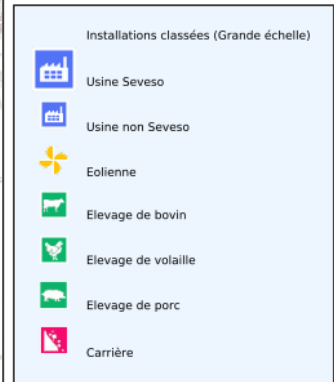 Installations classées (Grande échelle)
Usine Seveso
Usine non Seveso
Eolienne
Elevage de bovin
Elevage de volaille
Elevage de porc
Carrière